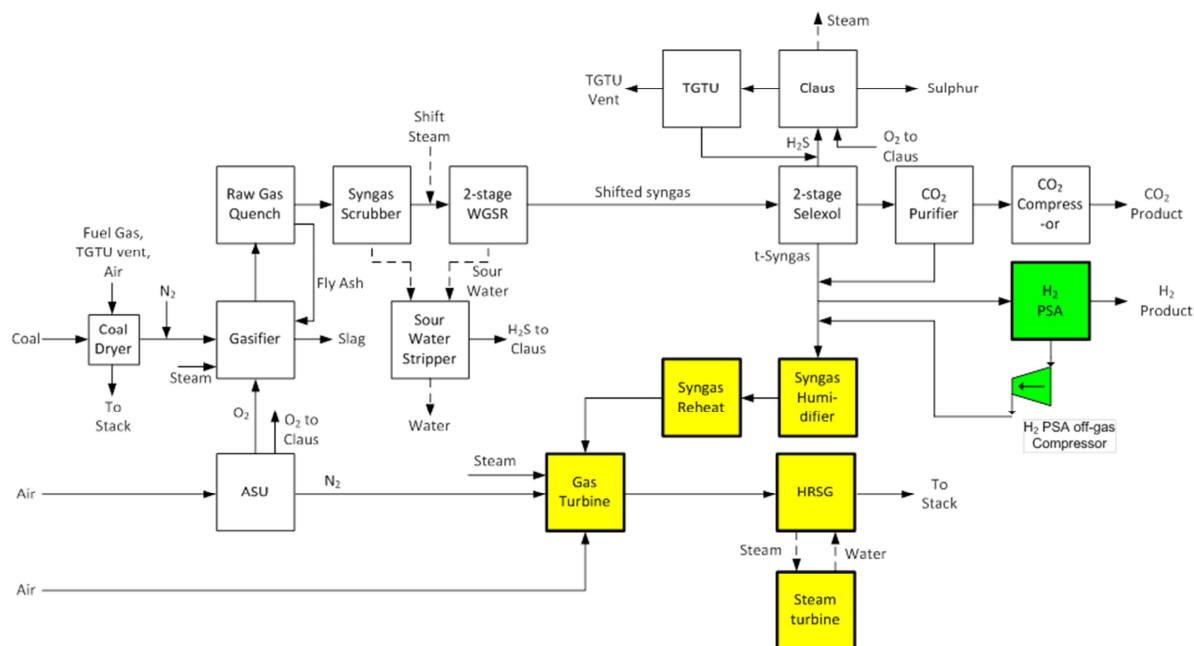 Steam
TGTU
Vent
TGTU
Claus
Sulphur
Shift
Steam
H₂S
O₂ to
Claus
Raw Gas
Quench
Syngas
Scrubber
2-stage
WGSR
Shifted syngas
2-stage
Selexol
CO₂
Purifier
CO₂
Compress
-or
CO₂
Product
Fuel Gas,
TGTU vent,
Air
N₂
Fly Ash
Sour
Water
t-Syngas
H₂
PSA
H₂
Product
Coal
Coal
Dryer
Gasifier
Slag
Sour
Water
Stripper
H₂S to
Claus
Steam
To
Stack
O₂
O₂ to
Claus
Water
Syngas
Reheat
Syngas
Humi-
difier
H₂ PSA off-gas
Compressor
Air
ASU
N₂
Steam
Gas
Turbine
HRSG
To
Stack
Steam
Water
Air
Steam
turbine